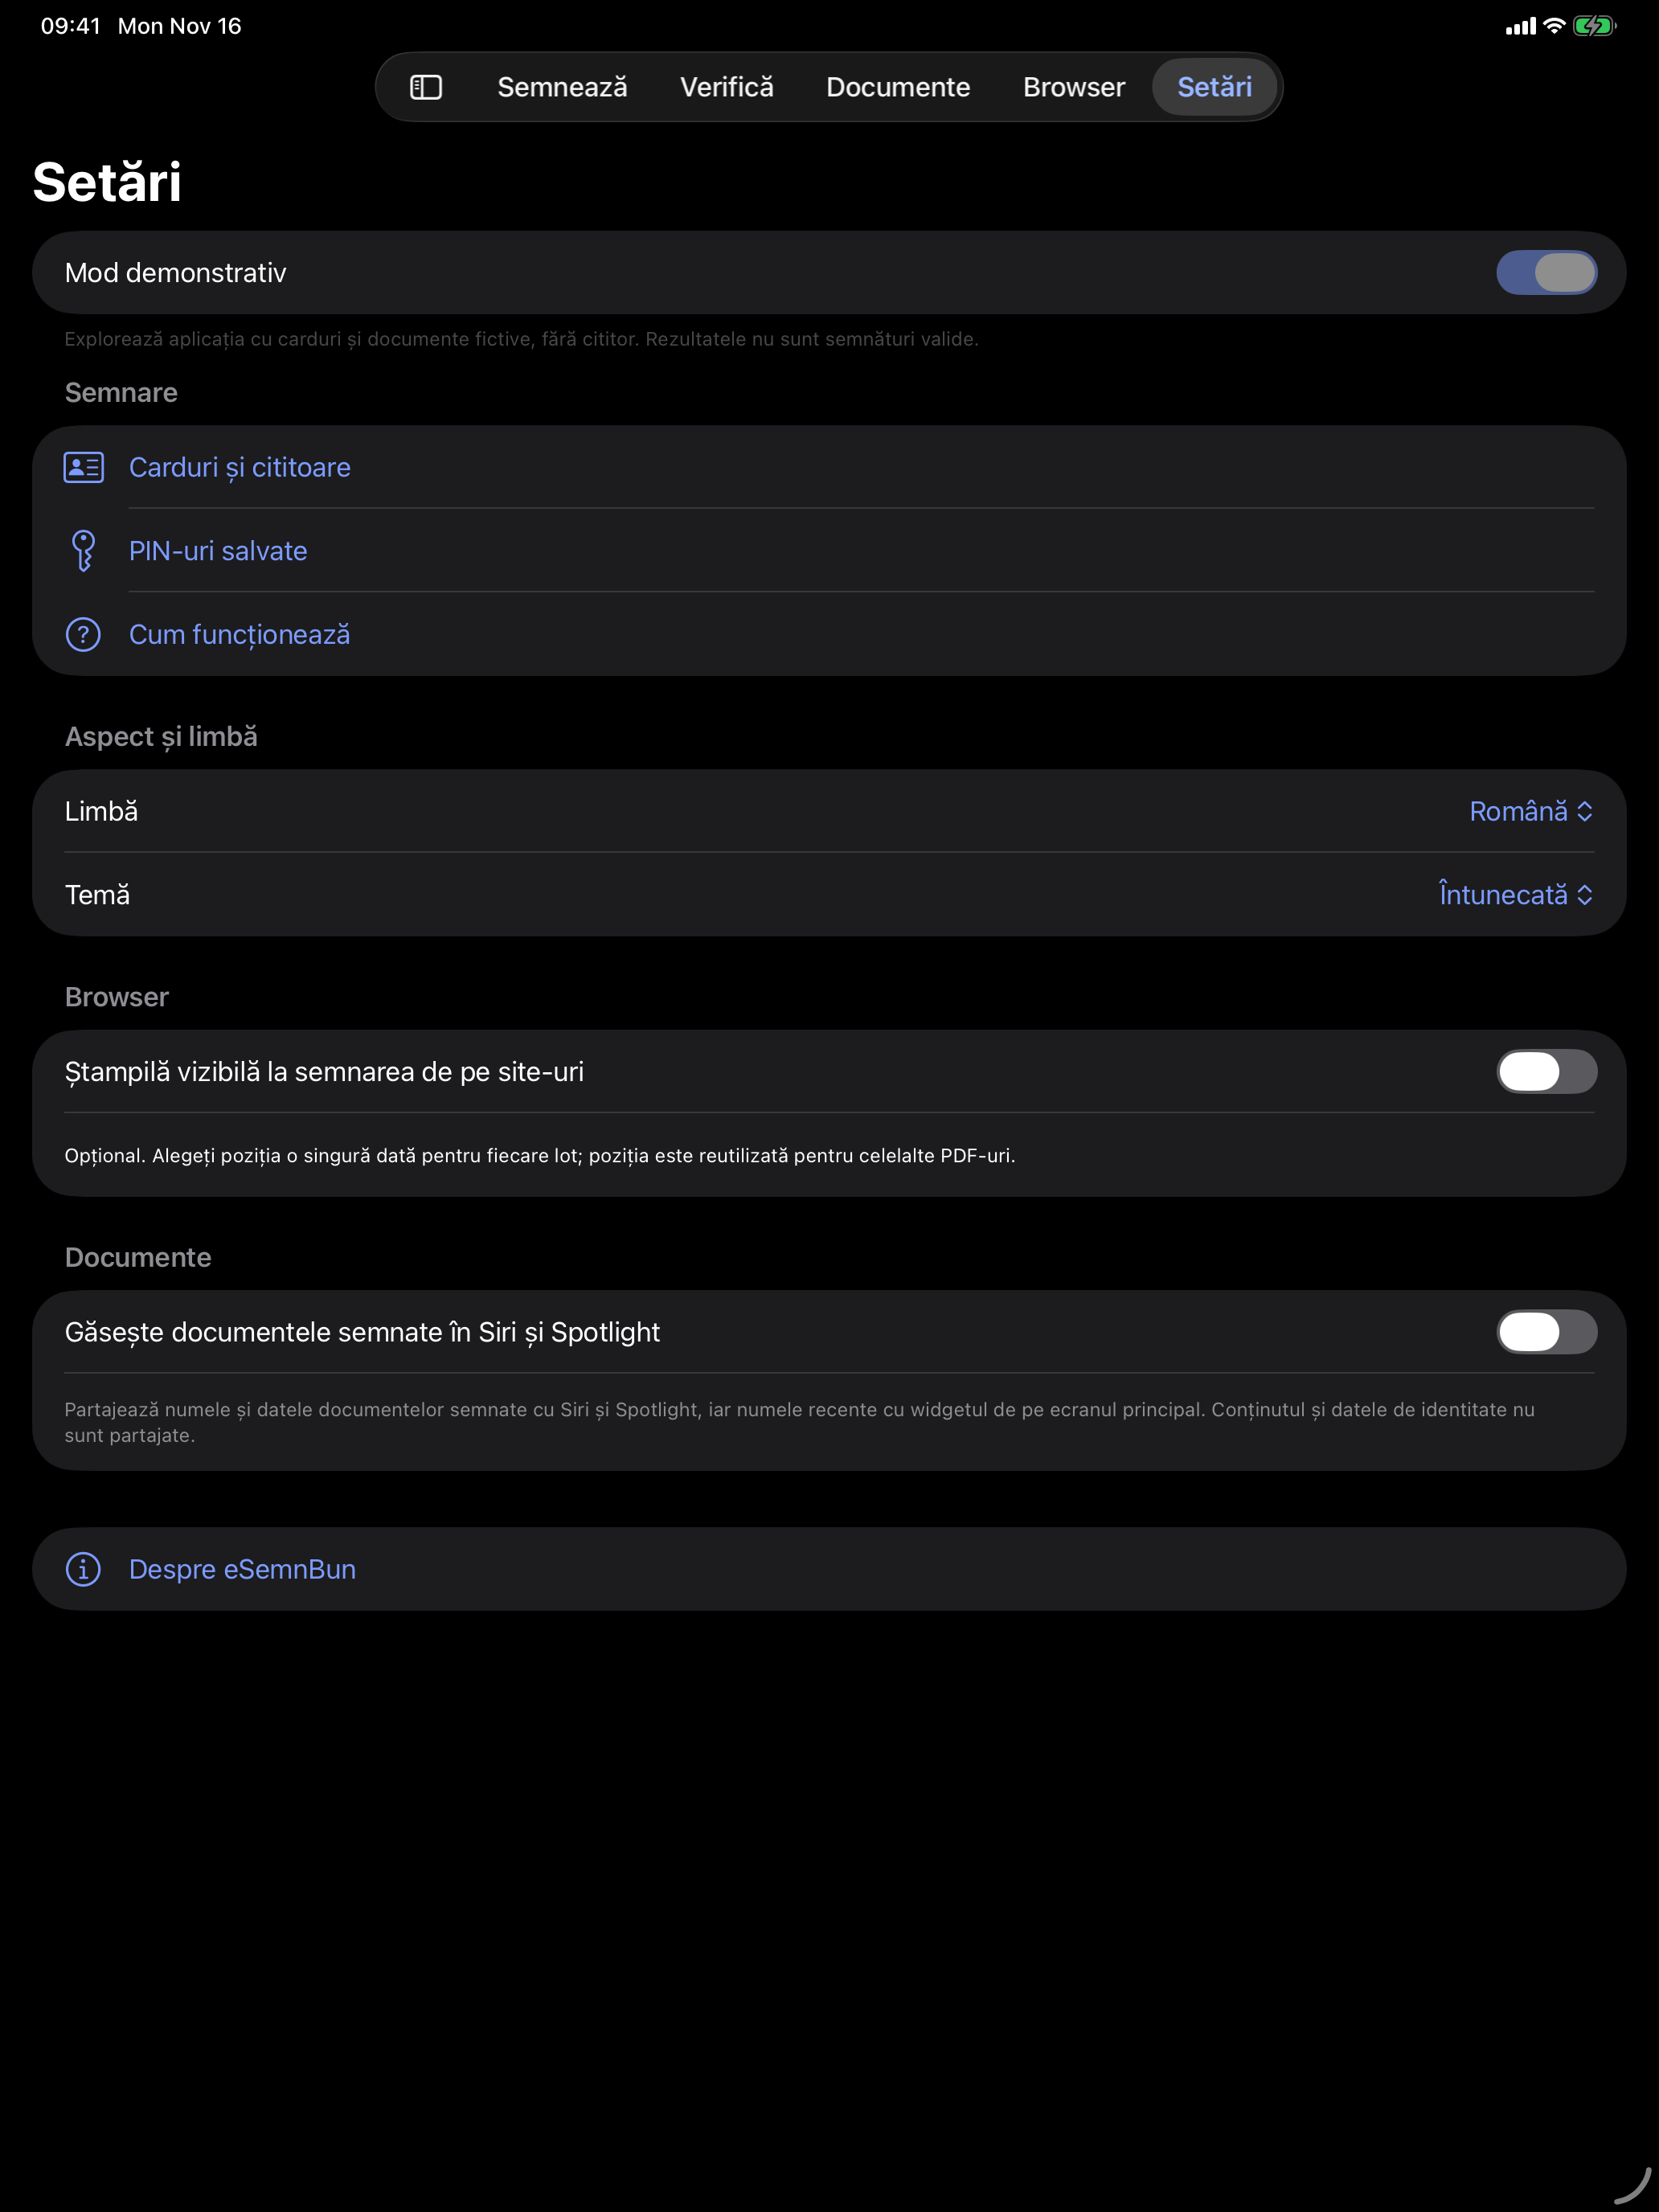 09:41 Mon Nov 16
Semnează Verifică Documente Browser Setări
Setări
Mod demonstrativ
Explorează aplicația cu carduri și documente fictive, fără cititor. Rezultatele nu sunt semnături valide.
Semnare
Carduri și cititoare
PIN-uri salvate
Cum funcționează
Aspect și limbă
Limbă Română
Temă Întunecată
Browser
Ștampilă vizibilă la semnarea de pe site-uri
Opțional. Alegeți poziția o singură dată pentru fiecare lot; poziția este reutilizată pentru celelalte PDF-uri.
Documente
Găsește documentele semnate în Siri și Spotlight
Partajează numele și datele documentelor semnate cu Siri și Spotlight, iar numele recente cu widgetul de pe ecranul principal. Conținutul și datele de identitate nu
sunt partajate.
Despre eSemnBun